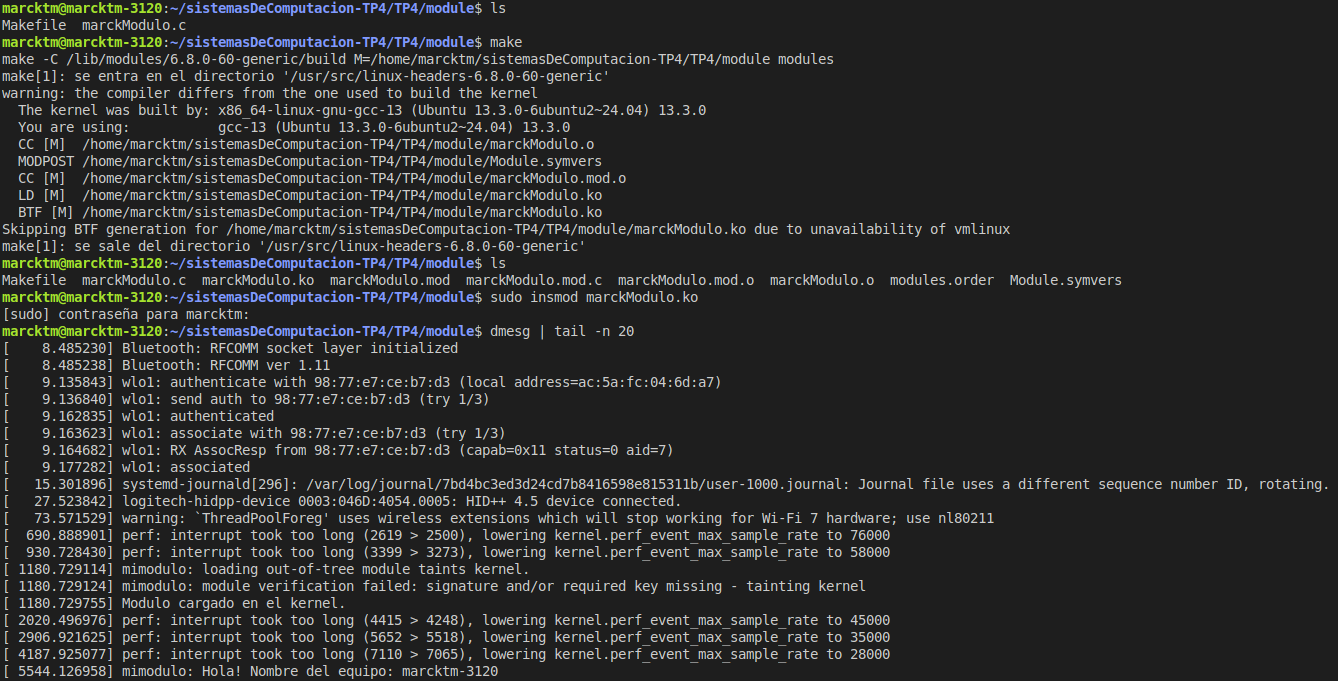 marcktm@marcktm-3120:~/sistemasDeComputacion-TP4/TP4/module$ ls
Makefile  marckModulo.c
marcktm@marcktm-3120:~/sistemasDeComputacion-TP4/TP4/module$ make
make -C /lib/modules/6.8.0-60-generic/build M=/home/marcktm/sistemasDeComputacion-TP4/TP4/module modules
make[1]: se entra en el directorio '/usr/src/linux-headers-6.8.0-60-generic'
warning: the compiler differs from the one used to build the kernel
  The kernel was built by: x86_64-linux-gnu-gcc-13 (Ubuntu 13.3.0-6ubuntu2~24.04) 13.3.0
  You are using:           gcc-13 (Ubuntu 13.3.0-6ubuntu2~24.04) 13.3.0
  CC [M]  /home/marcktm/sistemasDeComputacion-TP4/TP4/module/marckModulo.o
  MODPOST /home/marcktm/sistemasDeComputacion-TP4/TP4/module/Module.symvers
  CC [M]  /home/marcktm/sistemasDeComputacion-TP4/TP4/module/marckModulo.mod.o
  LD [M]  /home/marcktm/sistemasDeComputacion-TP4/TP4/module/marckModulo.ko
  BTF [M] /home/marcktm/sistemasDeComputacion-TP4/TP4/module/marckModulo.ko
Skipping BTF generation for /home/marcktm/sistemasDeComputacion-TP4/TP4/module/marckModulo.ko due to unavailability of vmlinux
make[1]: se sale del directorio '/usr/src/linux-headers-6.8.0-60-generic'
marcktm@marcktm-3120:~/sistemasDeComputacion-TP4/TP4/module$ ls
Makefile  marckModulo.c  marckModulo.ko  marckModulo.mod  marckModulo.mod.c  marckModulo.mod.o  marckModulo.o  modules.order  Module.symvers
marcktm@marcktm-3120:~/sistemasDeComputacion-TP4/TP4/module$ sudo insmod marckModulo.ko
[sudo] contraseña para marcktm:
marcktm@marcktm-3120:~/sistemasDeComputacion-TP4/TP4/module$ dmesg | tail -n 20
[    8.485230] Bluetooth: RFCOMM socket layer initialized
[    8.485238] Bluetooth: RFCOMM ver 1.11
[    9.135843] wlo1: authenticate with 98:77:e7:ce:b7:d3 (local address=ac:5a:fc:04:6d:a7)
[    9.136840] wlo1: send auth to 98:77:e7:ce:b7:d3 (try 1/3)
[    9.162835] wlo1: authenticated
[    9.163623] wlo1: associate with 98:77:e7:ce:b7:d3 (try 1/3)
[    9.164682] wlo1: RX AssocResp from 98:77:e7:ce:b7:d3 (capab=0x11 status=0 aid=7)
[    9.177282] wlo1: associated
[   15.301896] systemd-journald[296]: /var/log/journal/7bd4bc3ed3d24cd7b8416598e815311b/user-1000.journal: Journal file uses a different sequence number ID, rotating.
[   27.523842] logitech-hidpp-device 0003:046D:4054.0005: HID++ 4.5 device connected.
[   73.571529] warning: `ThreadPoolForeg' uses wireless extensions which will stop working for Wi-Fi 7 hardware; use nl80211
[  690.888901] perf: interrupt took too long (2619 > 2500), lowering kernel.perf_event_max_sample_rate to 76000
[  930.728430] perf: interrupt took too long (3399 > 3273), lowering kernel.perf_event_max_sample_rate to 58000
[ 1180.729114] mimodulo: loading out-of-tree module taints kernel.
[ 1180.729124] mimodulo: module verification failed: signature and/or required key missing - tainting kernel
[ 1180.729755] Modulo cargado en el kernel.
[ 2020.496976] perf: interrupt took too long (4415 > 4248), lowering kernel.perf_event_max_sample_rate to 45000
[ 2906.921625] perf: interrupt took too long (5652 > 5518), lowering kernel.perf_event_max_sample_rate to 35000
[ 4187.925077] perf: interrupt took too long (7110 > 7065), lowering kernel.perf_event_max_sample_rate to 28000
[ 5544.126958] mimodulo: Hola! Nombre del equipo: marcktm-3120